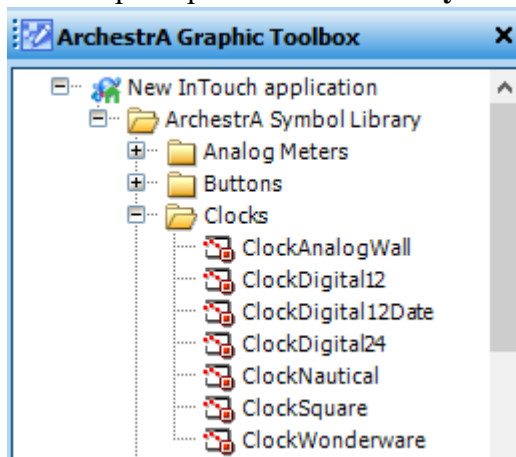 ArchestrA Graphic Toolbox
New InTouch application
ArchestrA Symbol Library
Analog Meters
Buttons
Clocks
ClockAnalogWall
ClockDigital12
ClockDigital12Date
ClockDigital24
ClockNautical
ClockSquare
ClockWonderware